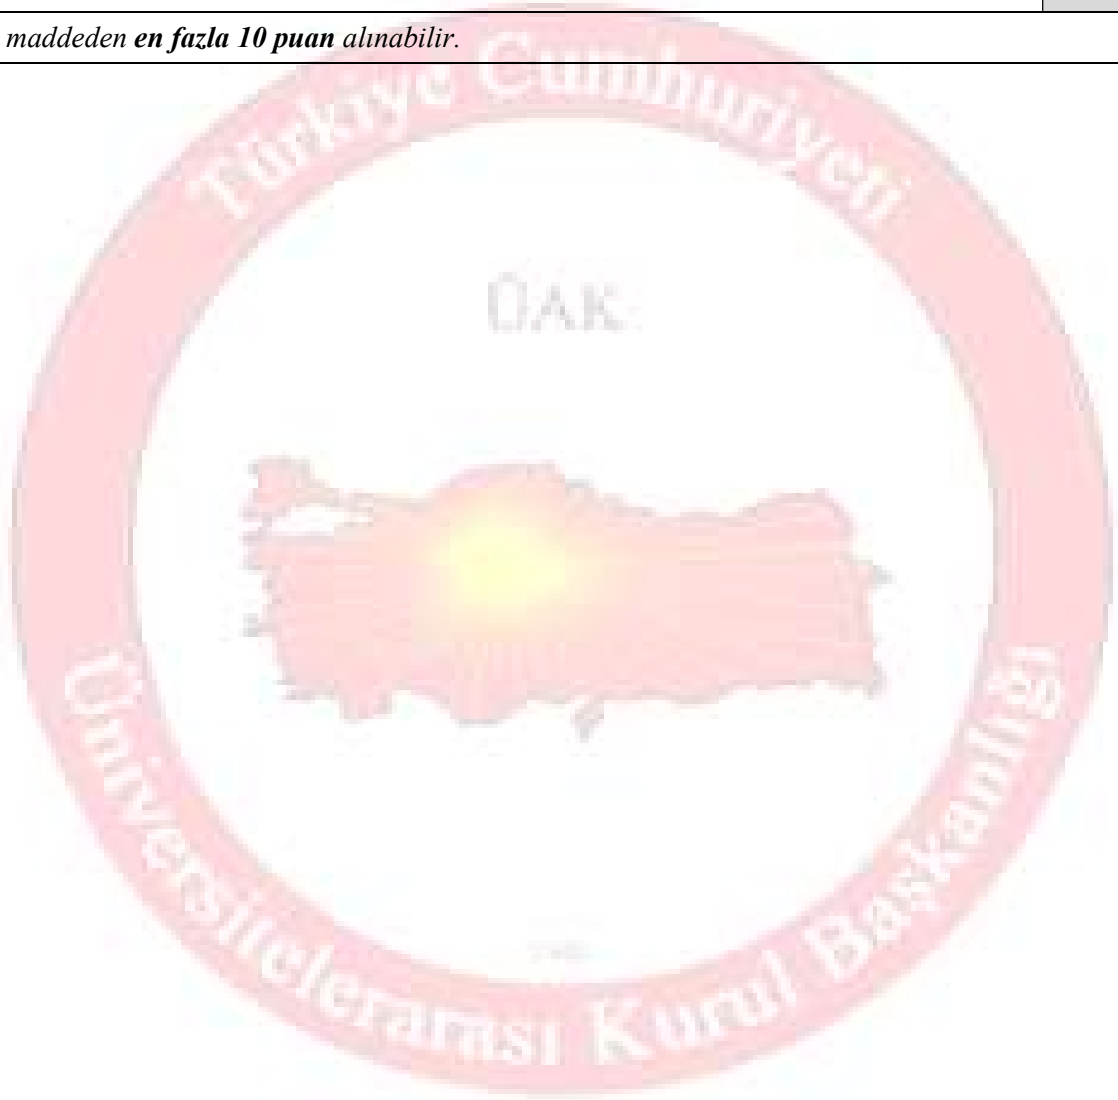 maddeden en fazla 10 puan alınabilir.
Türkiye Cumhuriyeti
ÜAK
Üniversitelerarası Kurul Başkanlığı